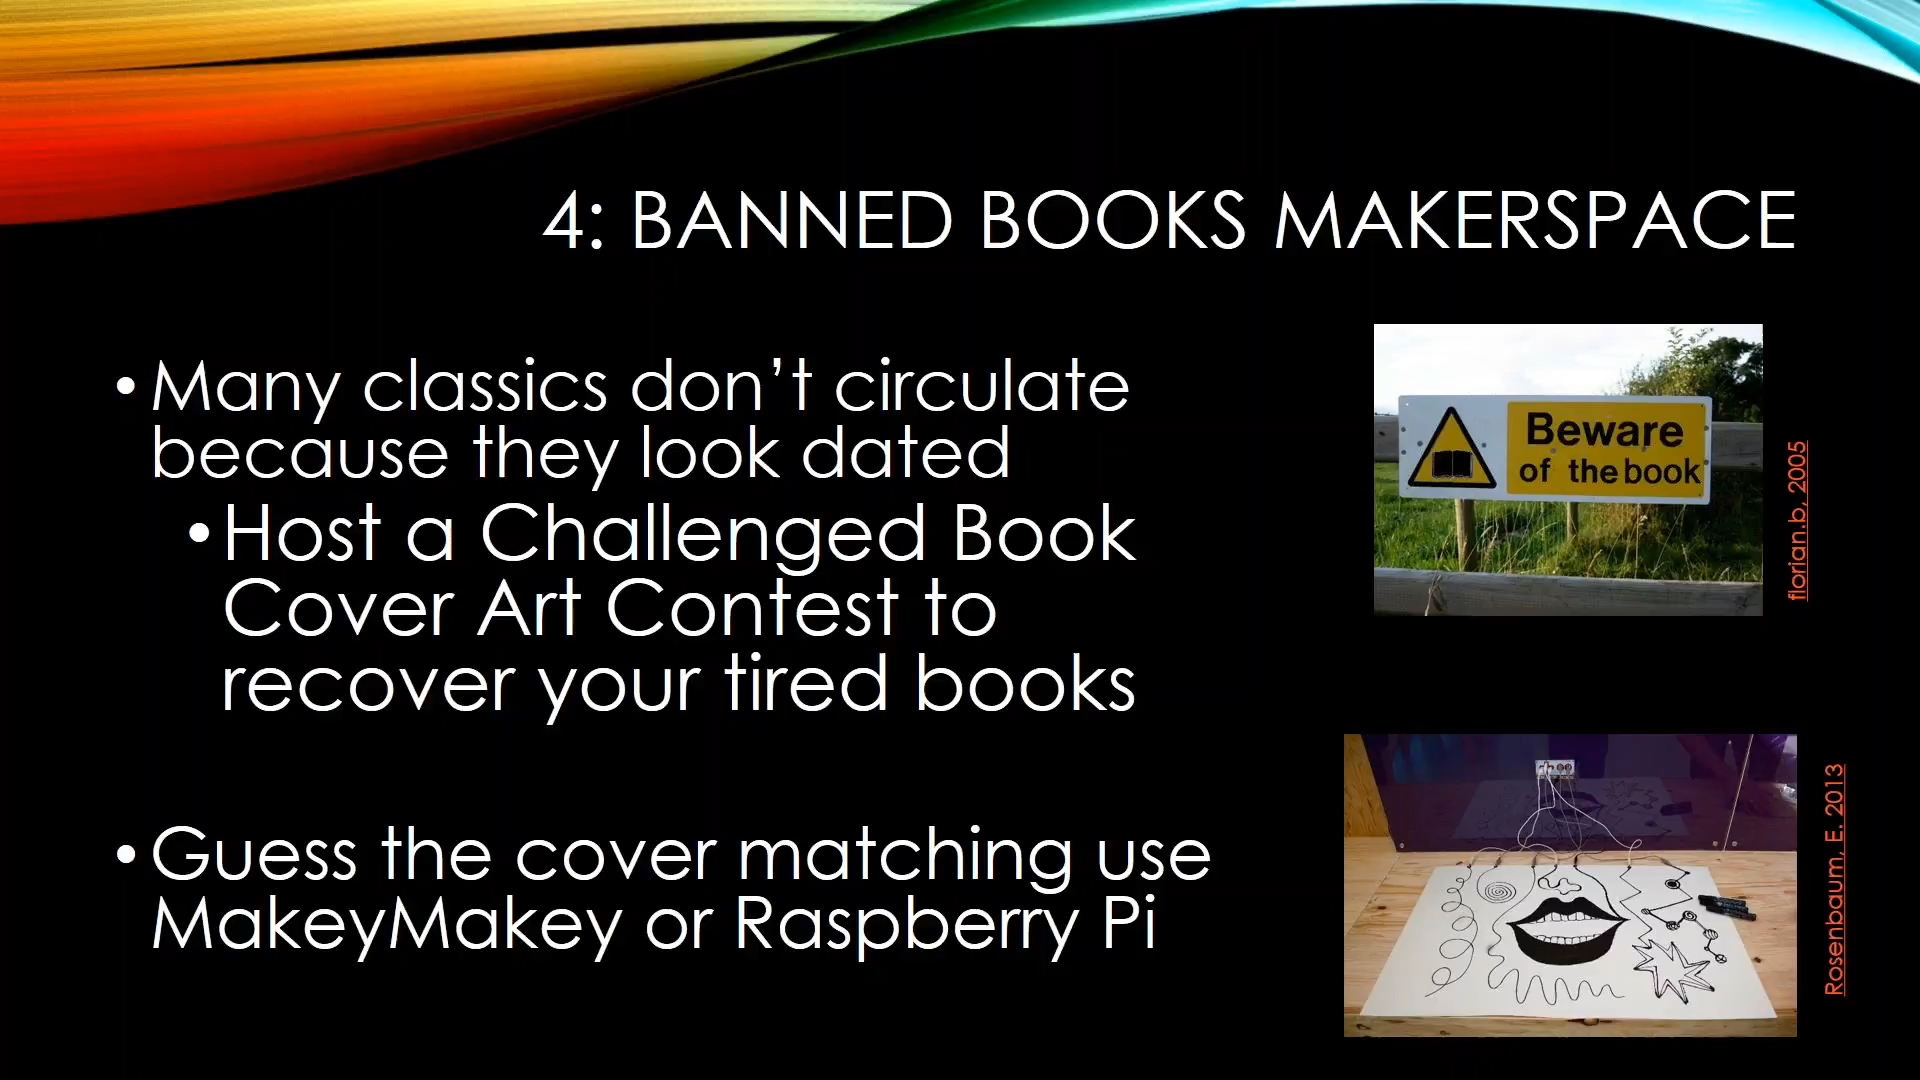 4: BANNED BOOKS MAKERSPACE
•Many classics don’t circulate
because they look dated
•Host a Challenged Book
Cover Art Contest to
recover your tired books
•Guess the cover matching use
MakeyMakey or Raspberry Pi
Beware
of the book
florian.b, 2005
Rosenbaum, E. 2013